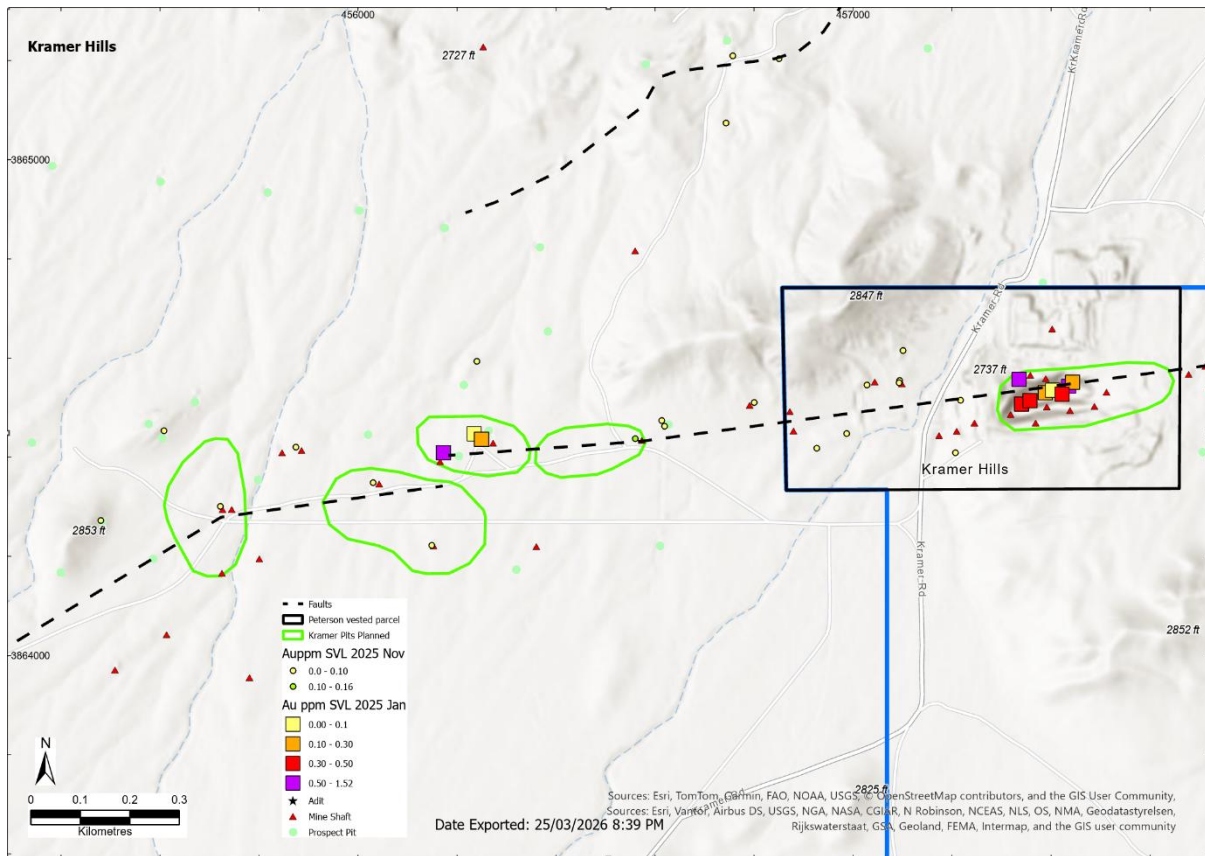 456000
457000
Kramer Hills
2727 ft
KrKramer Rd
3865000
2847 ft
Kramer Rd
2737 ft
Kramer Hills
2853 ft
Kramer Rd
Faults
Peterson vested parcel
Kramer Pits Planned
2852 ft
3864000
Auppm SVL 2025 Nov
0.0 - 0.10
0.10 - 0.16
Au ppm SVL 2025 Jan
0.00 - 0.1
0.10 - 0.30
0.30 - 0.50
0.50 - 1.52
Adit
Mine Shaft
Prospect Pit
N
0 0.1 0.2 0.3
Kilometres
2825 ft
Kramer Rd
Date Exported: 25/03/2026 8:39 PM
Sources: Esri, TomTom, Garmin, FAO, NOAA, USGS, © OpenStreetMap contributors, and the GIS User Community,
Sources: Esri, Vantor, Airbus DS, USGS, NGA, NASA, CGIAR, N Robinson, NCEAS, NLS, OS, NMA, Geodatastyrelsen,
Rijkswaterstaat, GSA, Geoland, FEMA, Intermap, and the GIS user community